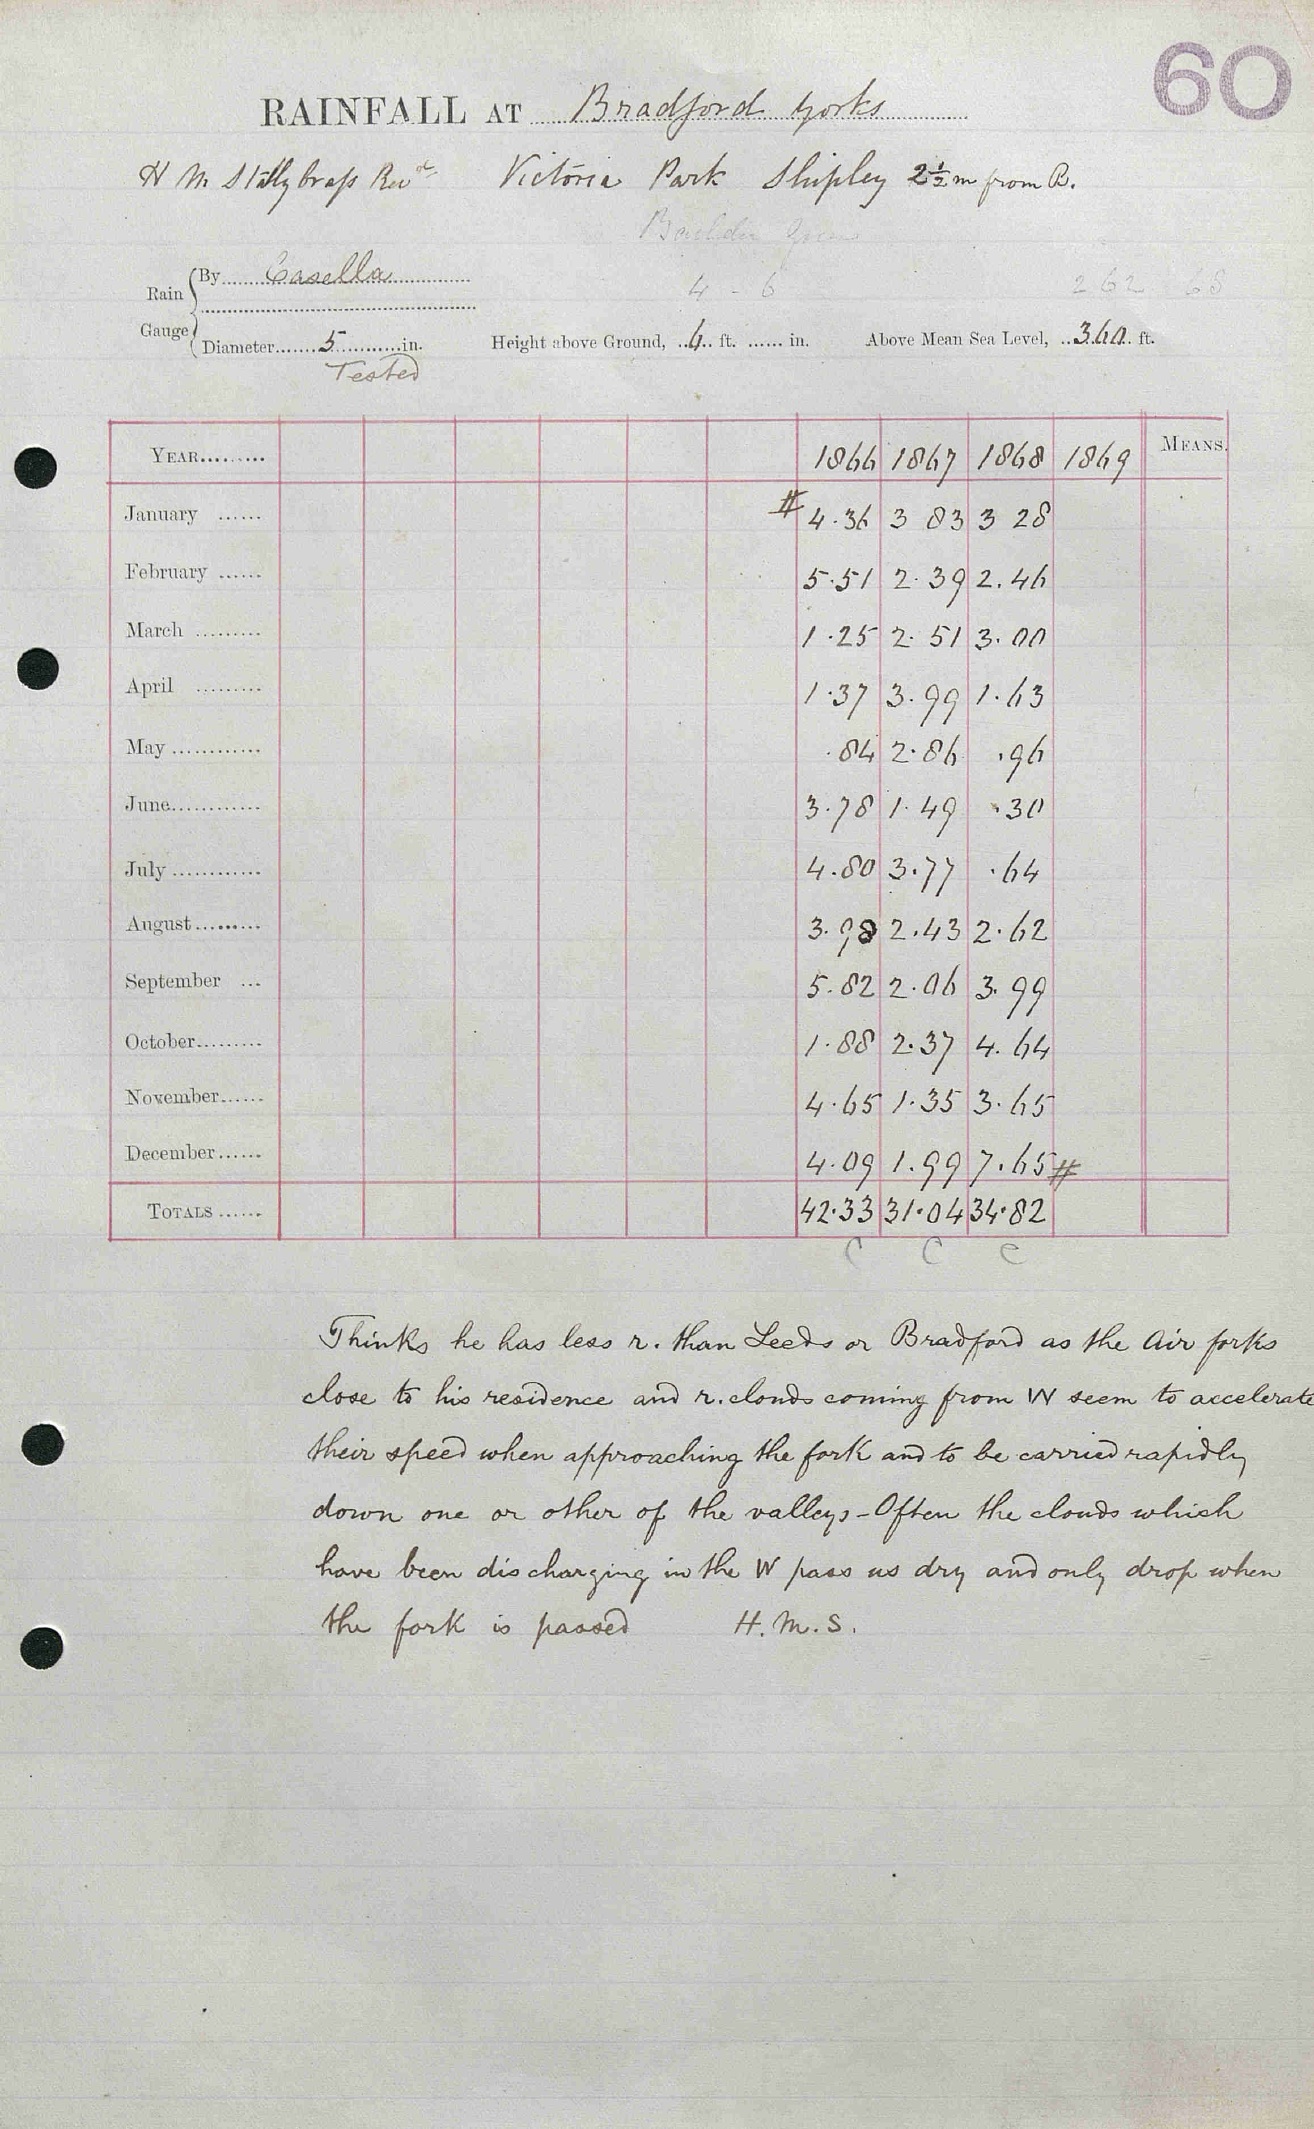 60
RAINFALL AT Bradford Yorks
H M Stallybrass Revd Victoria Park Shipley 2½ m from B.
4 - 6 262 68
Rain Gauge By Casella
Diameter 5 in. Height above Ground, 4 ft. in. Above Mean Sea Level, 360 ft.
Tested
YEAR 1866 1867 1868 1869 MEANS.
January # 4.36 3 83 3 28
February 5.51 2.39 2.46
March 1.25 2.51 3.00
April 1.37 3.99 1.63
May .84 2.86 .96
June 3.78 1.49 .30
July 4.80 3.77 .64
August 3.98 2.43 2.62
September 5.82 2.06 3.99
October 1.88 2.37 4.64
November 4.65 1.35 3.65
December 4.09 1.99 7.65 #
TOTALS 42.33 31.04 34.82
C C C
Thinks he has less r. than Leeds or Bradford as the Air forks
close to his residence and r. clouds coming from W seem to accelerate
their speed when approaching the fork and to be carried rapidly
down one or other of the valleys - Often the clouds which
have been discharging in the W pass us dry and only drop when
the fork is passed H. M. S.